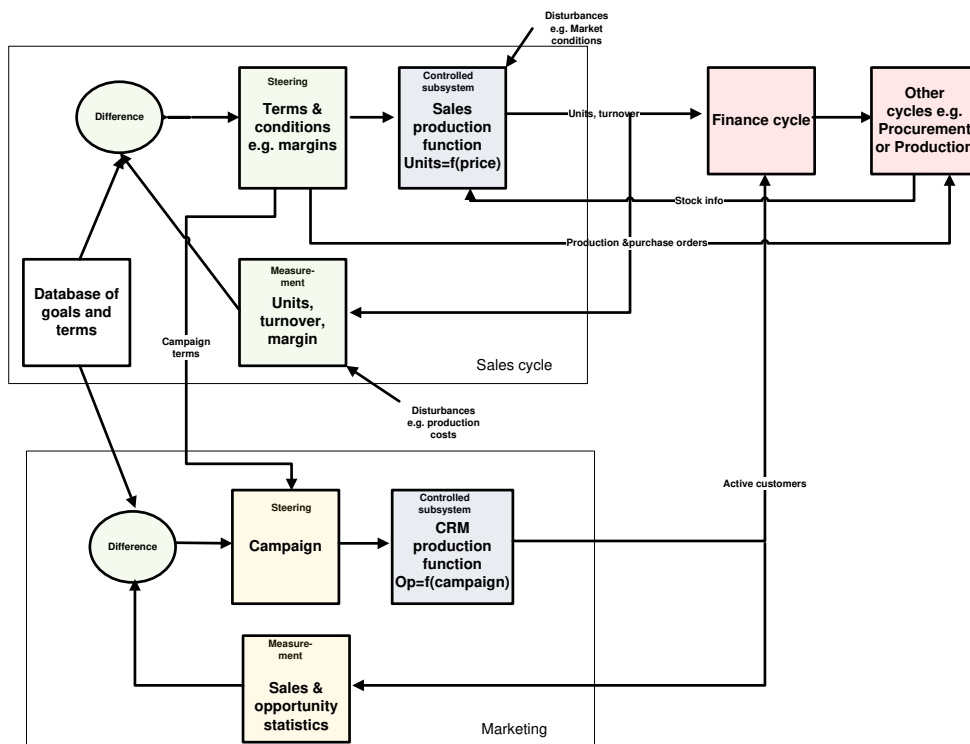 Disturbances
e.g. Market
conditions
Difference
Steering
Terms &
conditions
e.g. margins
Controlled
subsystem
Sales
production
function
Units=f(price)
Units, turnover
Finance cycle
Other
cycles e.g.
Procurement
or Production
Stock info
Production &purchase orders
Database of
goals and
terms
Measure-
ment
Units,
turnover,
margin
Campaign
terms
Sales cycle
Disturbances
e.g. production
costs
Active customers
Difference
Steering
Campaign
Controlled
subsystem
CRM
production
function
Op=f(campaign)
Measure-
ment
Sales &
opportunity
statistics
Marketing